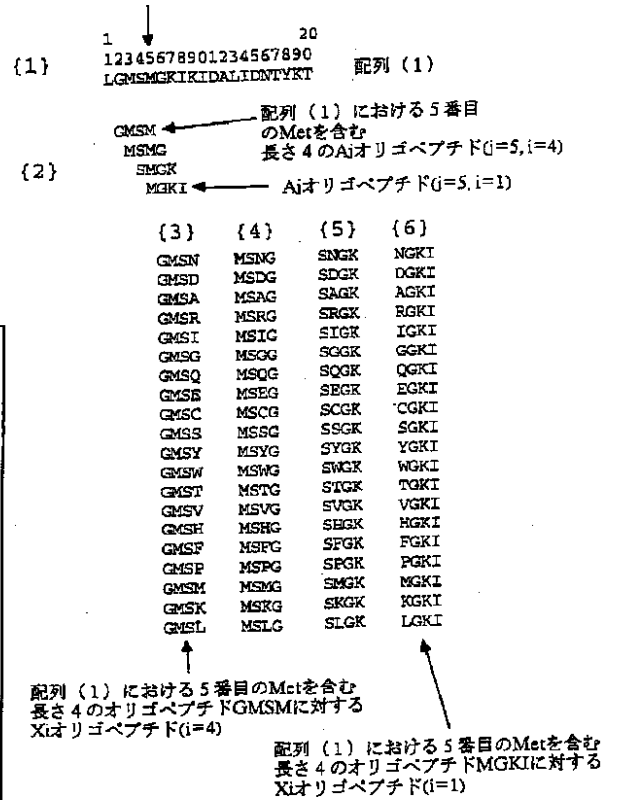 1 20
{1} 12345678901234567890 配列（1）
LGMSMGKIKIDALIDNTYKT
配列（1）における5番目
GMSM のMetを含む
MSMG 長さ4のAjオリゴペプチド(j=5, i=4)
{2} SMGK
MGKI Ajオリゴペプチド(j=5, i=1)
{3} {4} {5} {6}
GMSN MSNG SNGK NGKI
GMSD MSDG SDGK DGKI
GMSA MSAG SAGK AGKI
GMSR MSRG SRGK RGKI
GMSI MSIG SIGK IGKI
GMSG MSGG SGGK GGKI
GMSQ MSQG SQGK QGKI
GMSE MSEG SEGK EGKI
GMSC MSCG SCGK CGKI
GMSS MSSG SSGK SGKI
GMSY MSYG SYGK YGKI
GMSW MSWG SWGK WGKI
GMST MSTG STGK TGKI
GMSV MSVG SVGK VGKI
GMSH MSHG SHGK HGKI
GMSF MSFG SFGK FGKI
GMSP MSPG SPGK PGKI
GMSM MSMG SMGK MGKI
GMSK MSKG SKGK KGKI
GMSL MSLG SLGK LGKI
配列（1）における5番目のMetを含む
長さ4のオリゴペプチドGMSMに対する
Xiオリゴペプチド(i=4)
配列（1）における5番目のMetを含む
長さ4のオリゴペプチドMGKIに対する
Xiオリゴペプチド(i=1)